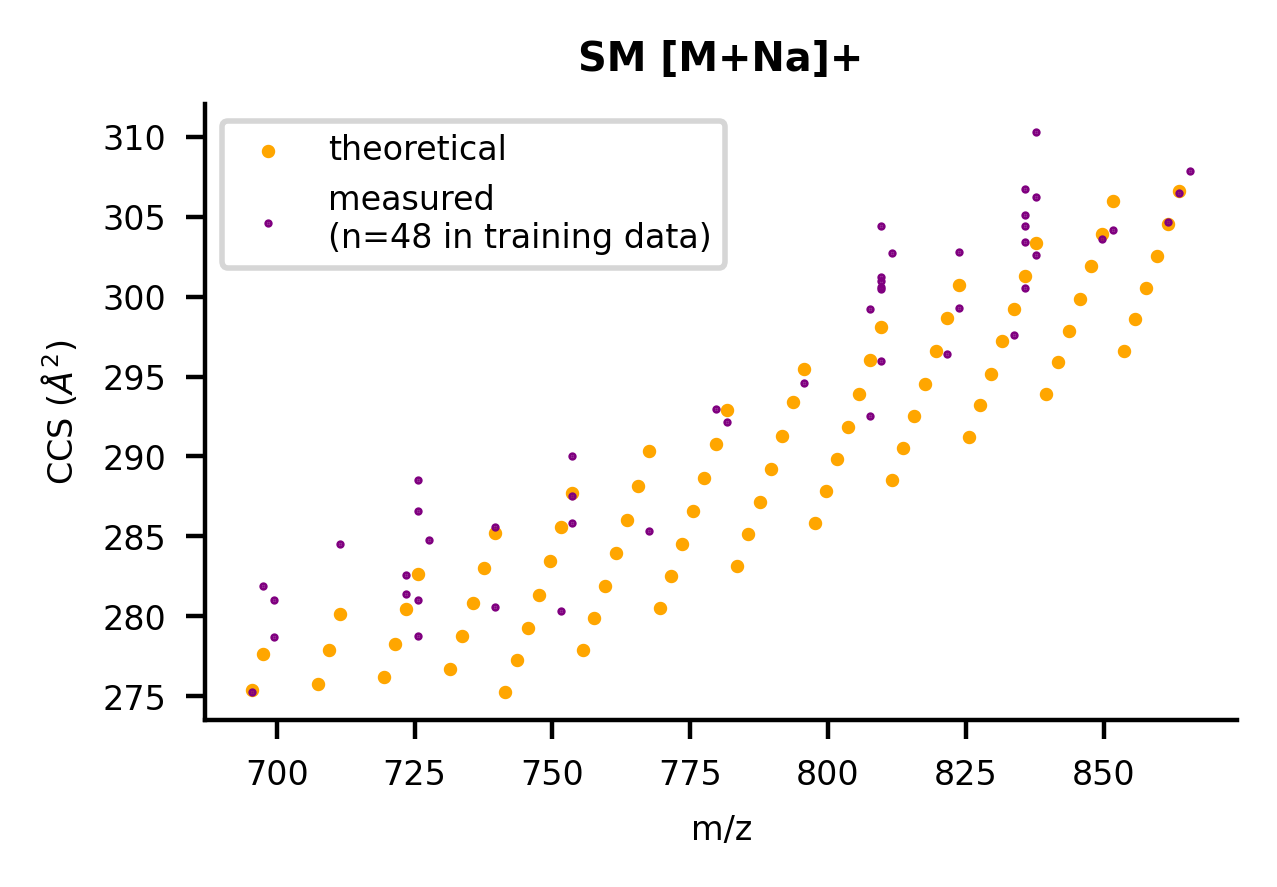 SM [M+Na]+
theoretical
measured
(n=48 in training data)
CCS (Å²)
310
305
300
295
290
285
280
275
700
725
750
775
800
825
850
m/z